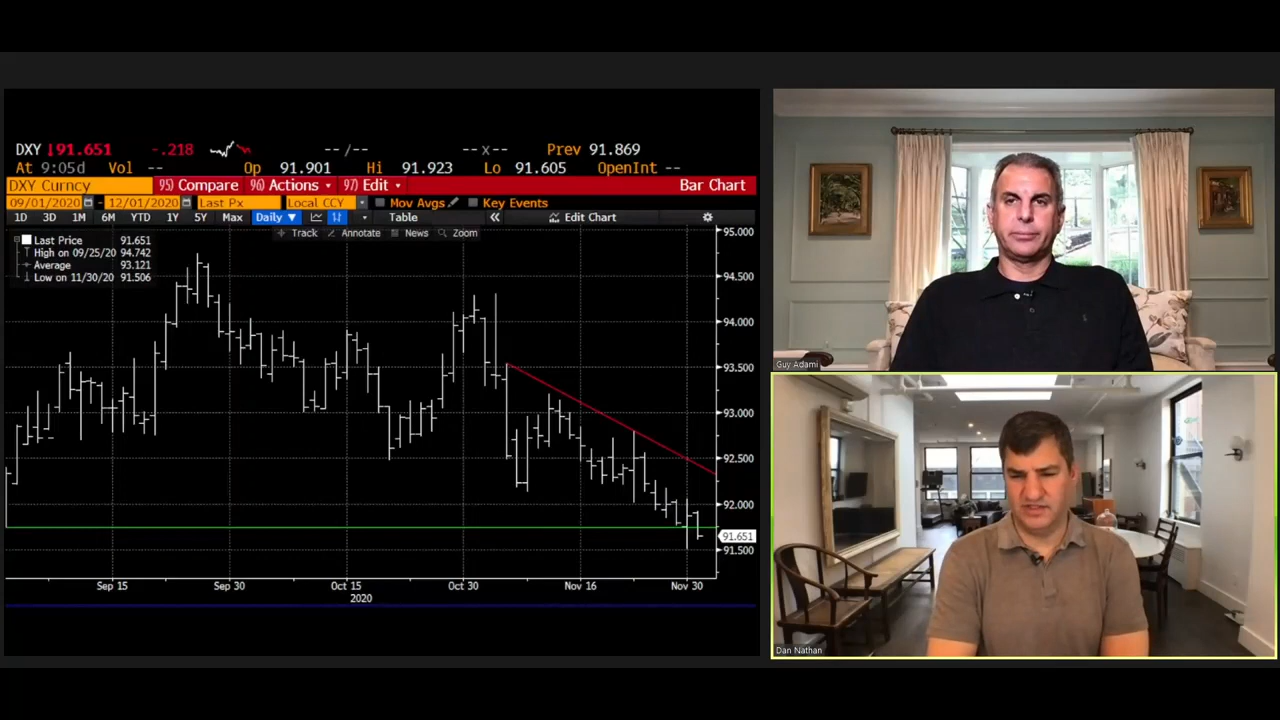 DXY 91.651 -.218 -- / -- -- x -- Prev 91.869
At 9:05d Vol -- Op 91.901 Hi 91.923 Lo 91.605 OpenInt --
DXY Curncy 95) Compare 96) Actions 97) Edit Bar Chart
09/01/2020 - 12/01/2020 Last Px Local CCY Mov Avgs Key Events
1D 3D 1M 6M YTD 1Y 5Y Max Daily ▼ Table « Edit Chart
Track Annotate News Zoom
Last Price 91.651
High on 09/25/20 94.742
Average 93.121
Low on 11/30/20 91.506
95.000
94.500
94.000
93.500
93.000
92.500
92.000
91.651
91.500
Sep 15 Sep 30 Oct 15 Oct 30 Nov 16 Nov 30
2020
Guy Adami
Dan Nathan